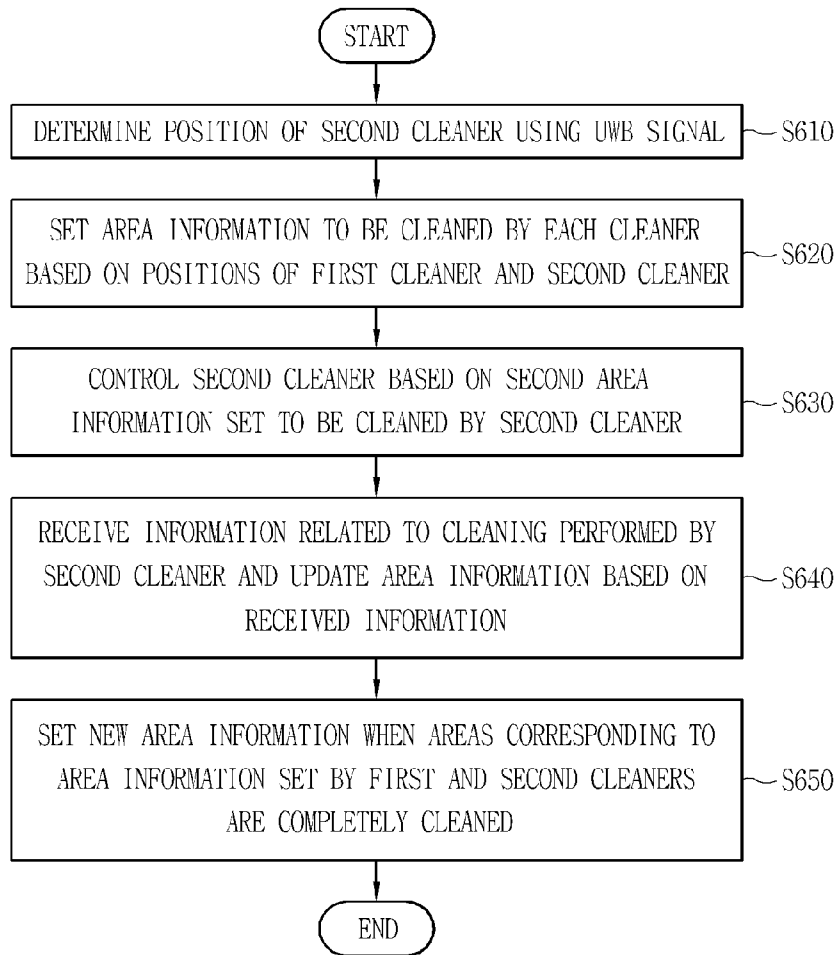 START
DETERMINE POSITION OF SECOND CLEANER USING UWB SIGNAL
S610
SET AREA INFORMATION TO BE CLEANED BY EACH CLEANER
BASED ON POSITIONS OF FIRST CLEANER AND SECOND CLEANER
S620
CONTROL SECOND CLEANER BASED ON SECOND AREA
INFORMATION SET TO BE CLEANED BY SECOND CLEANER
S630
RECEIVE INFORMATION RELATED TO CLEANING PERFORMED BY
SECOND CLEANER AND UPDATE AREA INFORMATION BASED ON
RECEIVED INFORMATION
S640
SET NEW AREA INFORMATION WHEN AREAS CORRESPONDING TO
AREA INFORMATION SET BY FIRST AND SECOND CLEANERS
ARE COMPLETELY CLEANED
S650
END